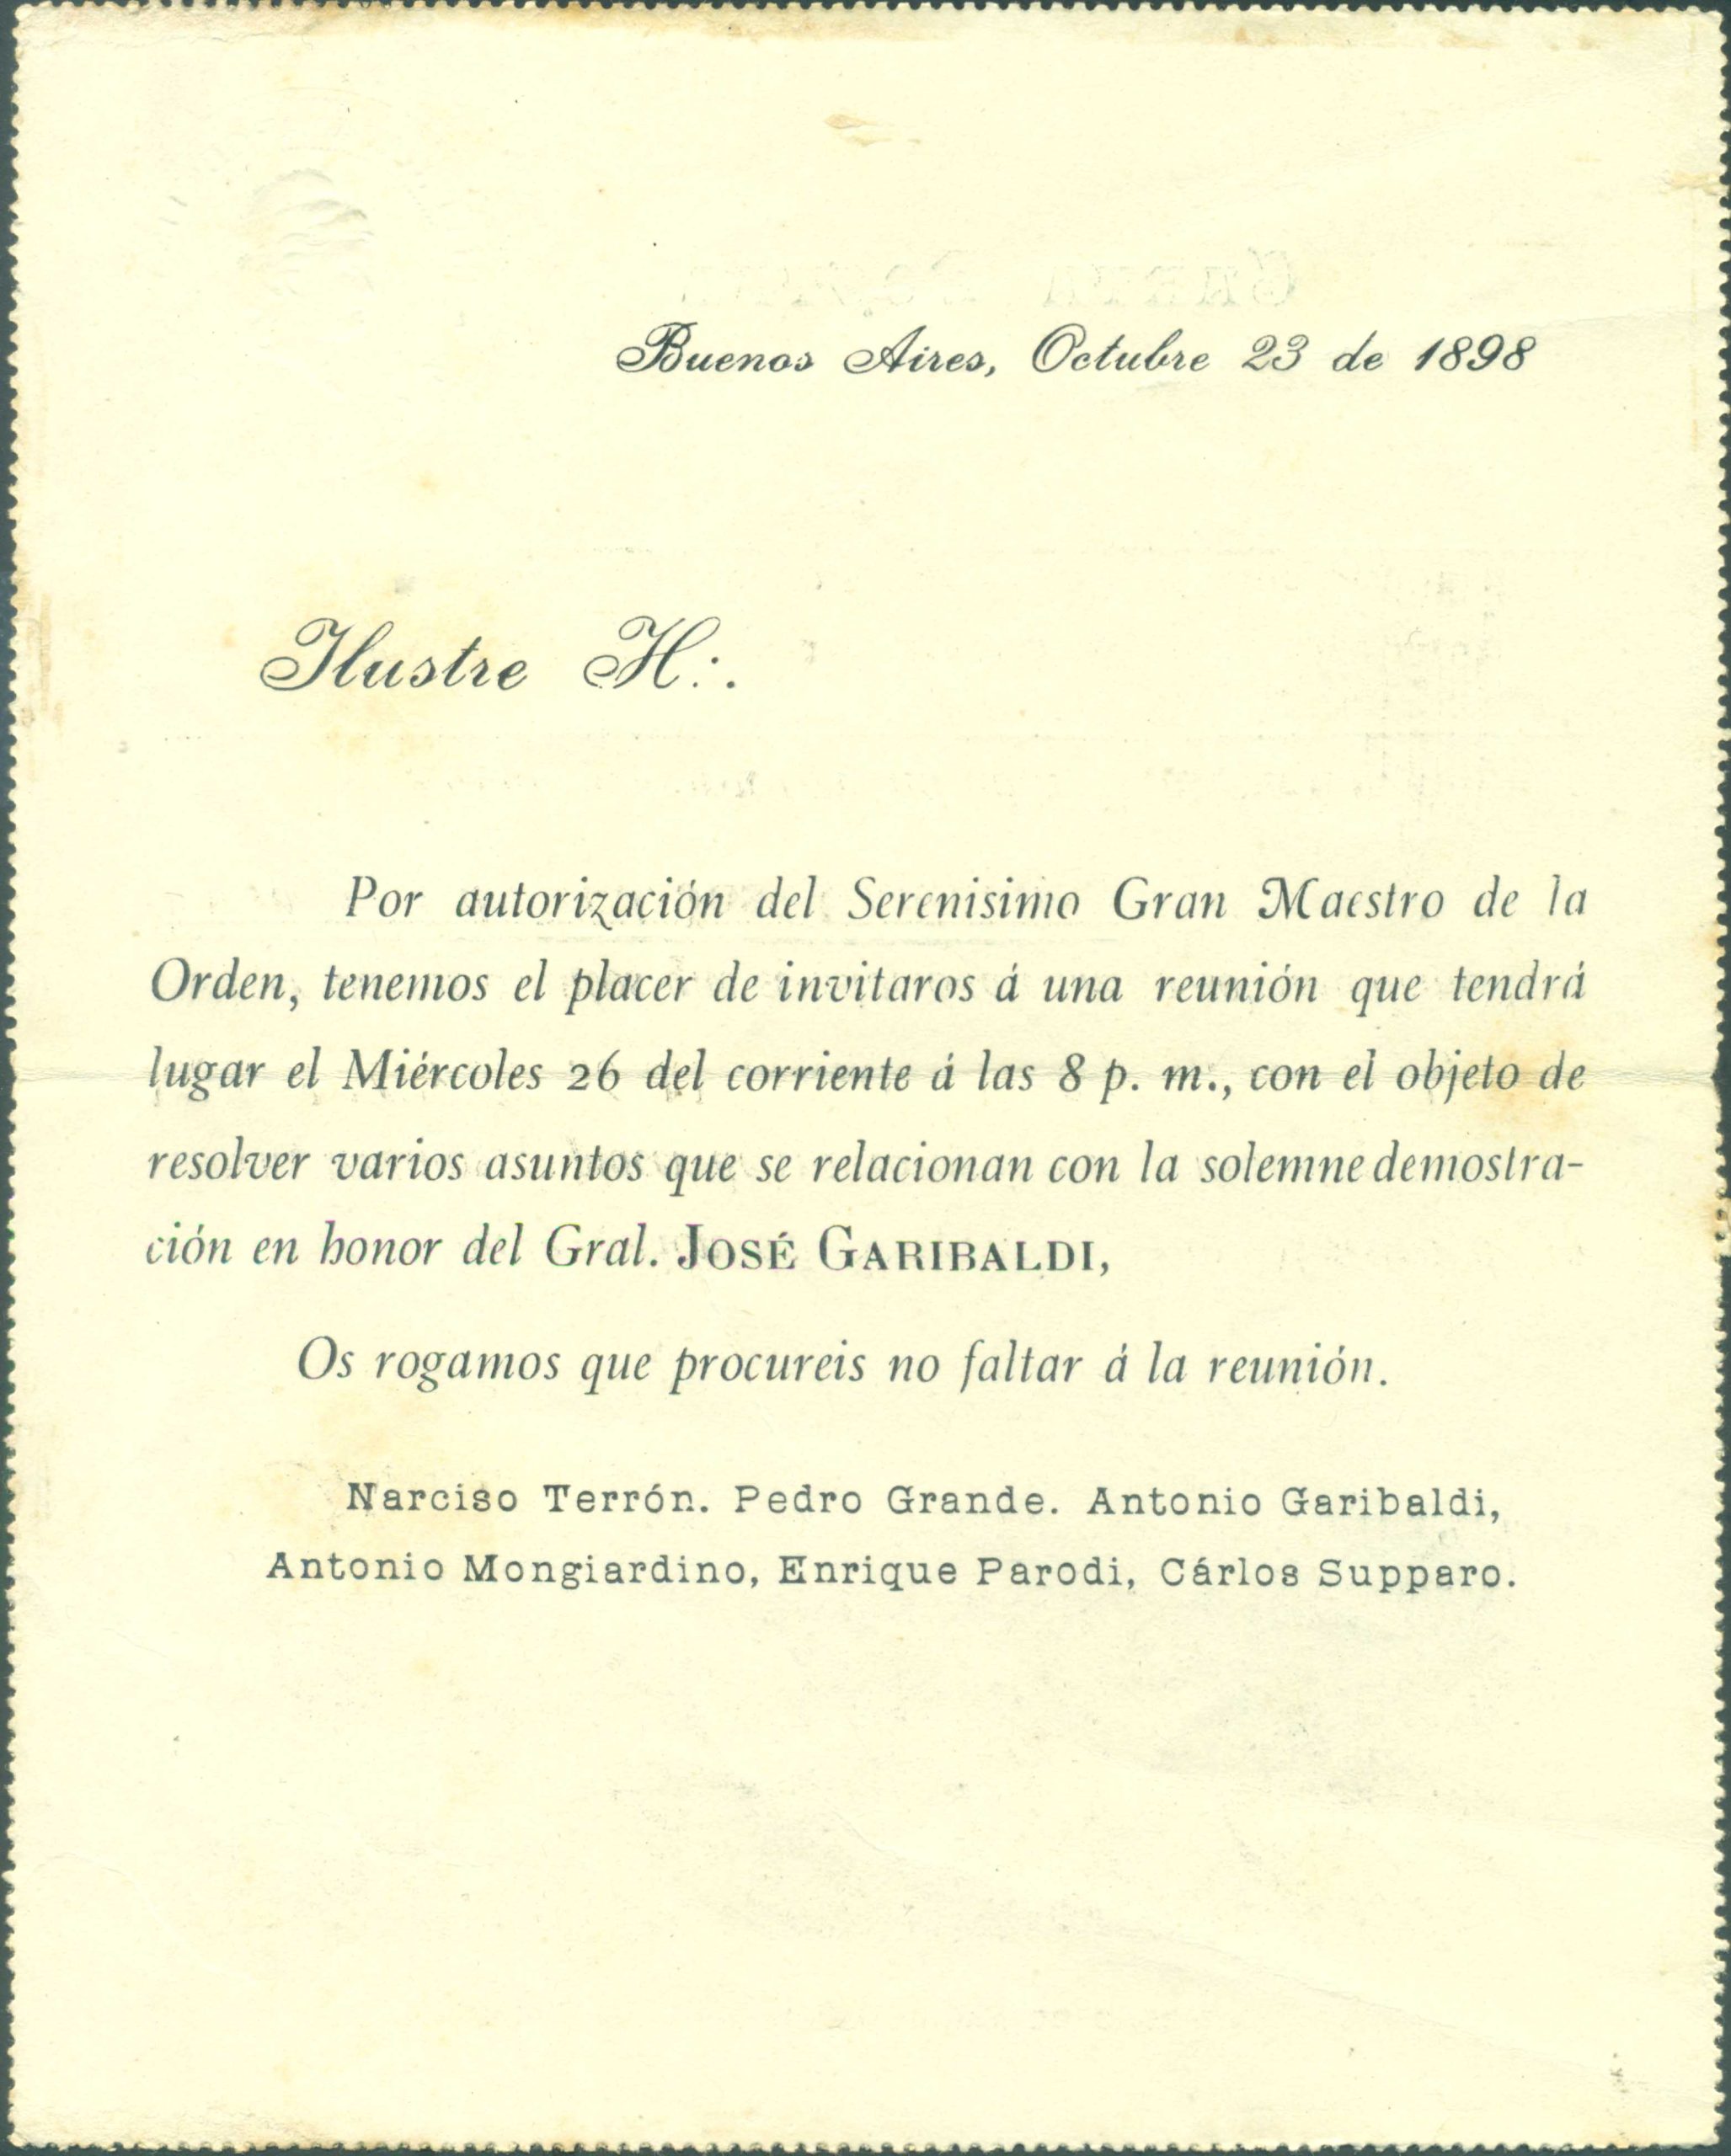 Buenos Aires, Octubre 23 de 1898
Ilustre H∴
Por autorización del Serenisimo Gran Maestro de la
Orden, tenemos el placer de invitaros á una reunión que tendrá
lugar el Miércoles 26 del corriente á las 8 p. m., con el objeto de
resolver varios asuntos que se relacionan con la solemne demostra-
ción en honor del Gral. JOSÉ GARIBALDI,
Os rogamos que procureis no faltar á la reunión.
Narciso Terrón. Pedro Grande. Antonio Garibaldi,
Antonio Mongiardino, Enrique Parodi, Cárlos Supparo.